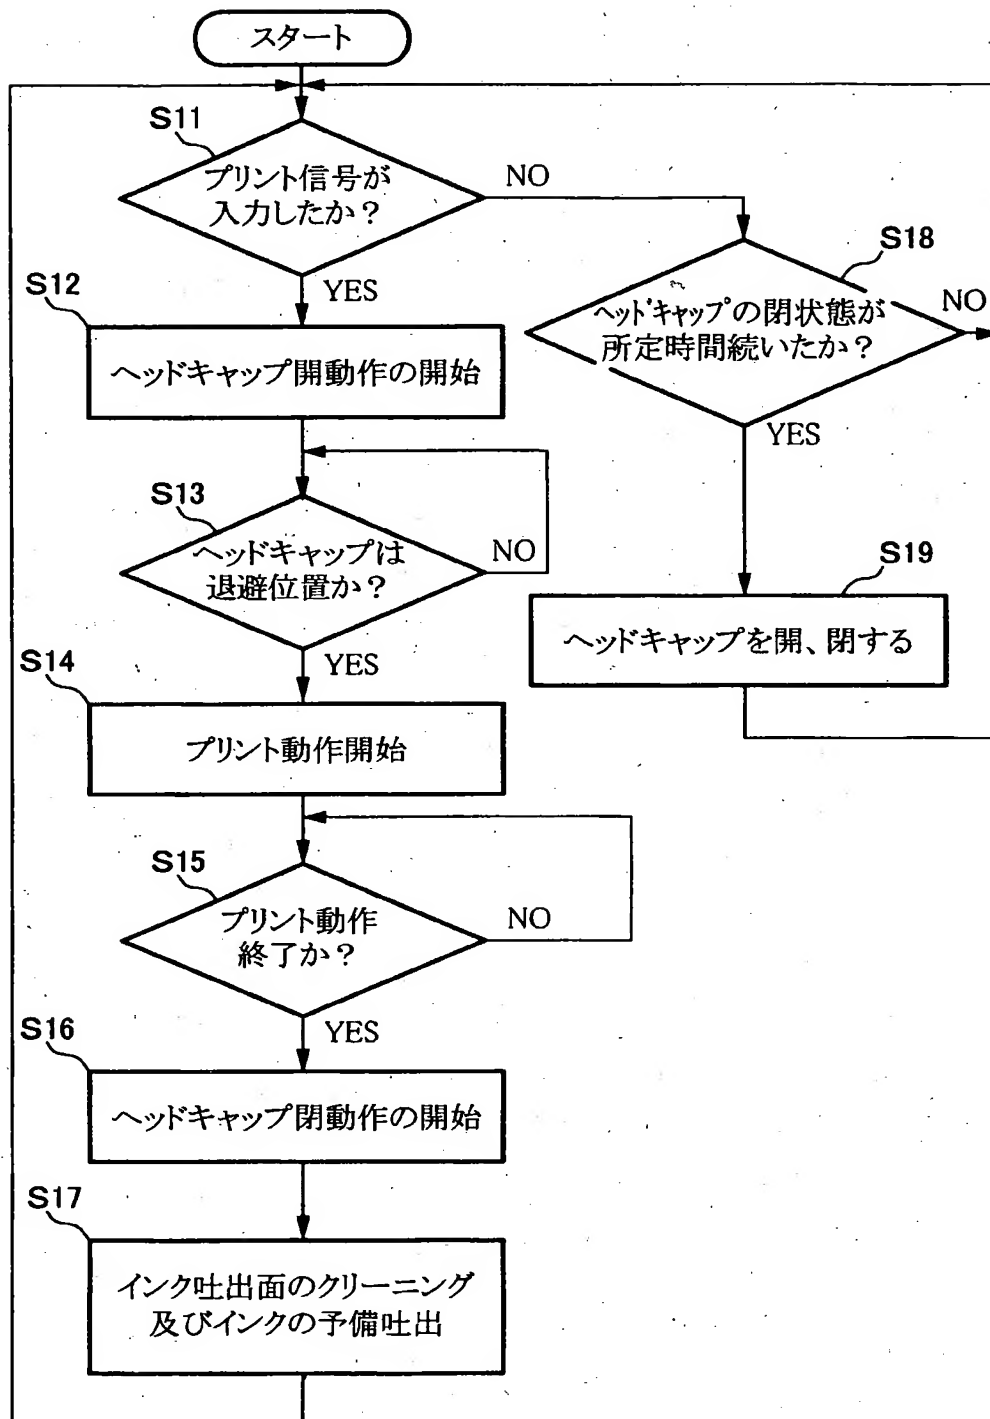 スタート
S11
プリント信号が
入力したか？
NO
YES
S18
ヘッドキャップの閉状態が
所定時間続いたか？
NO
YES
S12
ヘッドキャップ開動作の開始
S13
ヘッドキャップは
退避位置か？
NO
YES
S19
ヘッドキャップを開、閉する
S14
プリント動作開始
S15
プリント動作
終了か？
NO
YES
S16
ヘッドキャップ閉動作の開始
S17
インク吐出面のクリーニング
及びインクの予備吐出